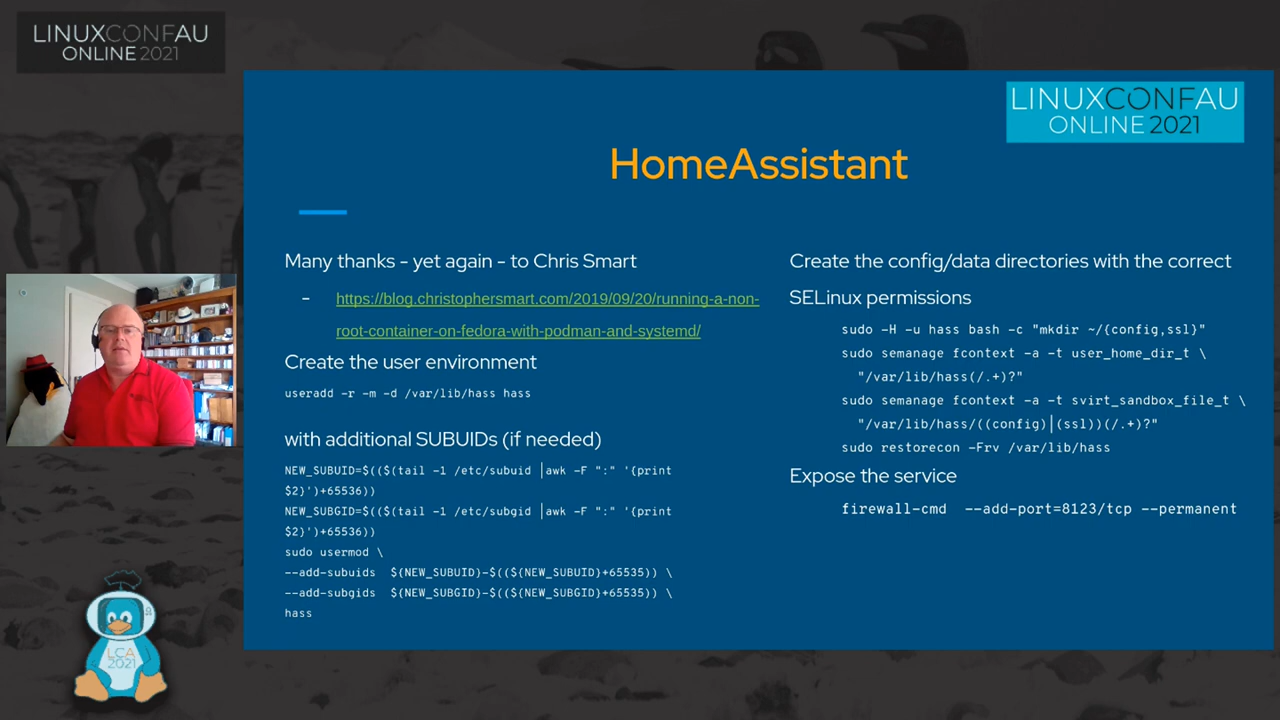 LINUXCONFAU
ONLINE 2021
LINUXCONFAU
ONLINE 2021
HomeAssistant
Many thanks - yet again - to Chris Smart
- https://blog.christophersmart.com/2019/09/20/running-a-non-
root-container-on-fedora-with-podman-and-systemd/
Create the user environment
useradd -r -m -d /var/lib/hass hass
with additional SUBUIDs (if needed)
NEW_SUBUID=$(($(tail -1 /etc/subuid |awk -F ":" '{print
$2}')+65536))
NEW_SUBGID=$(($(tail -1 /etc/subgid |awk -F ":" '{print
$2}')+65536))
sudo usermod \
--add-subuids ${NEW_SUBUID}-$((${NEW_SUBUID}+65535)) \
--add-subgids ${NEW_SUBGID}-$((${NEW_SUBGID}+65535)) \
hass
Create the config/data directories with the correct
SELinux permissions
sudo -H -u hass bash -c "mkdir ~/{config,ssl}"
sudo semanage fcontext -a -t user_home_dir_t \
"/var/lib/hass(/.+)?"
sudo semanage fcontext -a -t svirt_sandbox_file_t \
"/var/lib/hass/((config)|(ssl))(/.+)?"
sudo restorecon -Frv /var/lib/hass
Expose the service
firewall-cmd --add-port=8123/tcp --permanent
LCA
2021